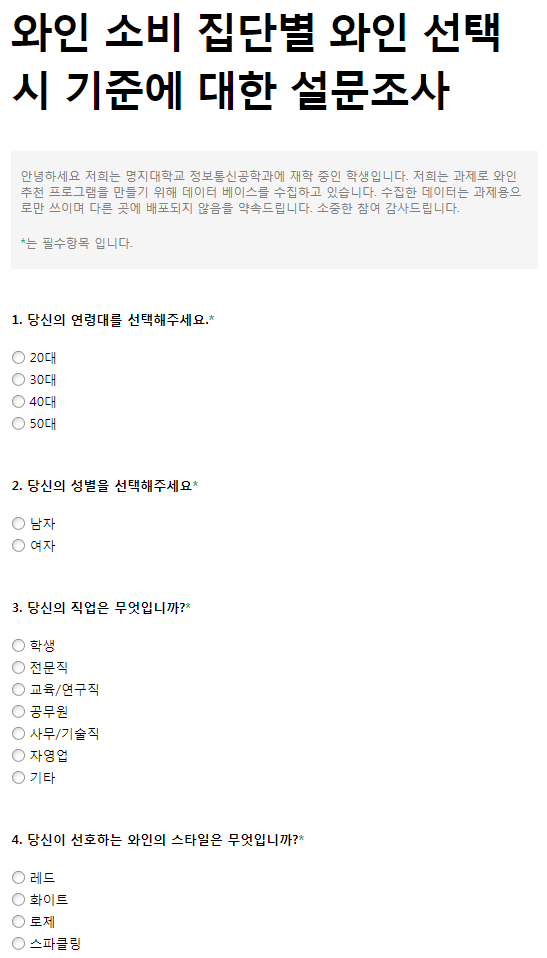 와인 소비 집단별 와인 선택
시 기준에 대한 설문조사
안녕하세요 저희는 명지대학교 정보통신공학과에 재학 중인 학생입니다. 저희는 과제로 와인
추천 프로그램을 만들기 위해 데이터 베이스를 수집하고 있습니다. 수집한 데이터는 과제용으
로만 쓰이며 다른 곳에 배포되지 않음을 약속드립니다. 소중한 참여 감사드립니다.
*는 필수항목 입니다.
1. 당신의 연령대를 선택해주세요.*
20대
30대
40대
50대
2. 당신의 성별을 선택해주세요*
남자
여자
3. 당신의 직업은 무엇입니까?*
학생
전문직
교육/연구직
공무원
사무/기술직
자영업
기타
4. 당신이 선호하는 와인의 스타일은 무엇입니까?*
레드
화이트
로제
스파클링